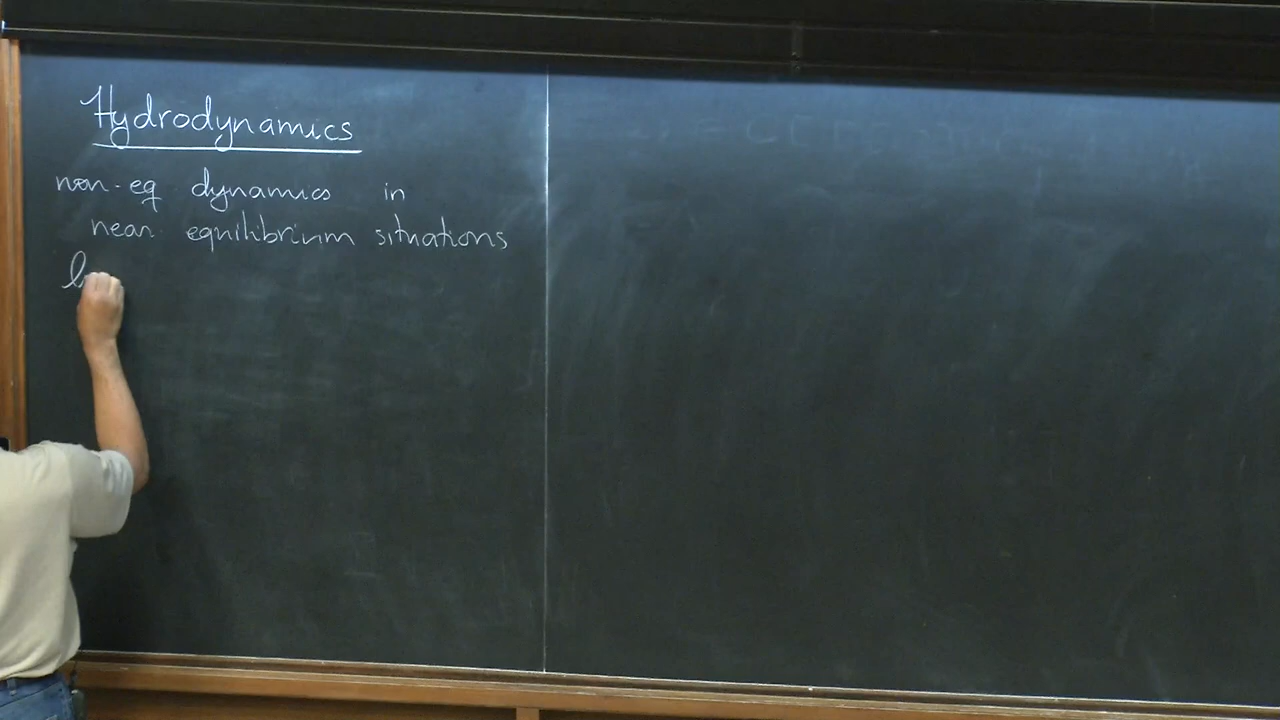 Hydrodynamics
non-eq dynamics in
near equilibrium situations
l